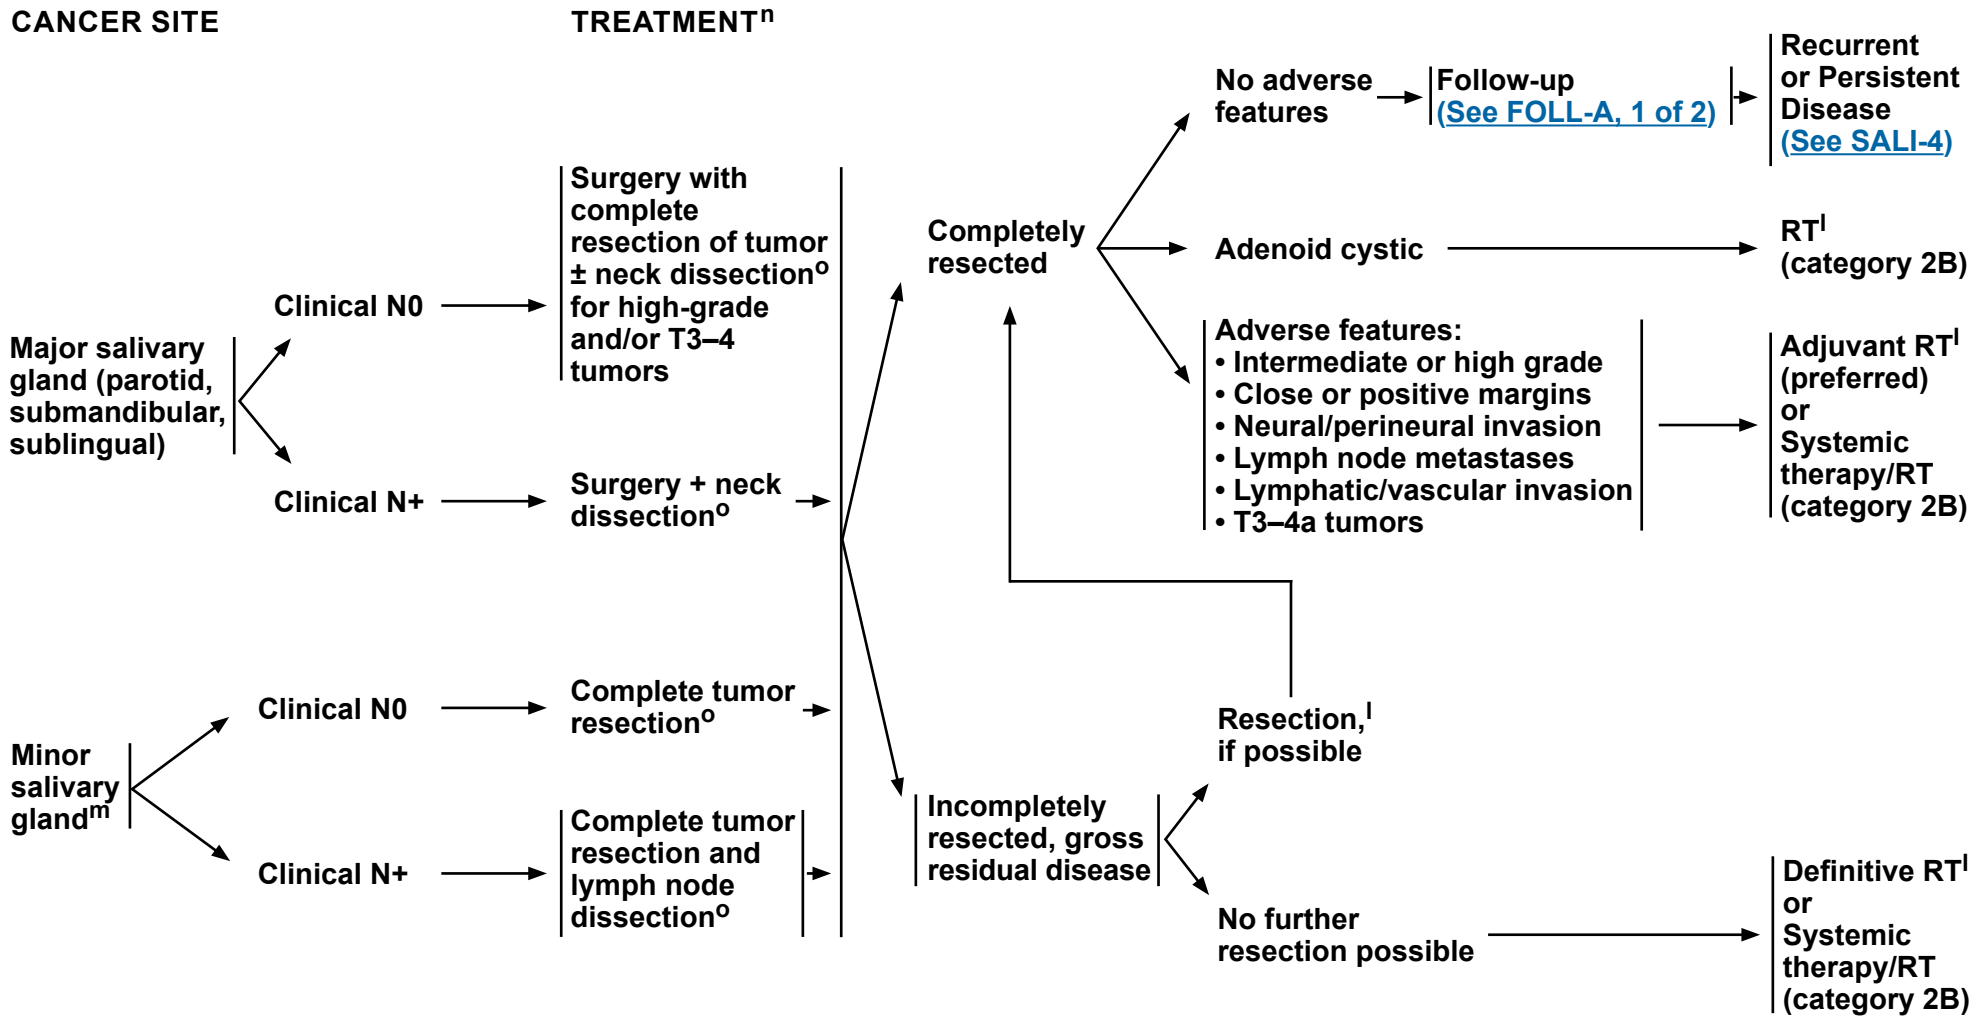 CANCER SITE
TREATMENTⁿ
Major salivary
gland (parotid,
submandibular,
sublingual)
Clinical N0
Surgery with
complete
resection of tumor
± neck dissectionᵒ
for high-grade
and/or T3–4
tumors
Clinical N+
Surgery + neck
dissectionᵒ
Minor
salivary
glandᵐ
Clinical N0
Complete tumor
resectionᵒ
Clinical N+
Complete tumor
resection and
lymph node
dissectionᵒ
Completely
resected
No adverse
features
Follow-up
(See FOLL-A, 1 of 2)
Recurrent
or Persistent
Disease
(See SALI-4)
Adenoid cystic
RTˡ
(category 2B)
Adverse features:
• Intermediate or high grade
• Close or positive margins
• Neural/perineural invasion
• Lymph node metastases
• Lymphatic/vascular invasion
• T3–4a tumors
Adjuvant RTˡ
(preferred)
or
Systemic
therapy/RT
(category 2B)
Incompletely
resected, gross
residual disease
Resection,ˡ
if possible
No further
resection possible
Definitive RTˡ
or
Systemic
therapy/RT
(category 2B)